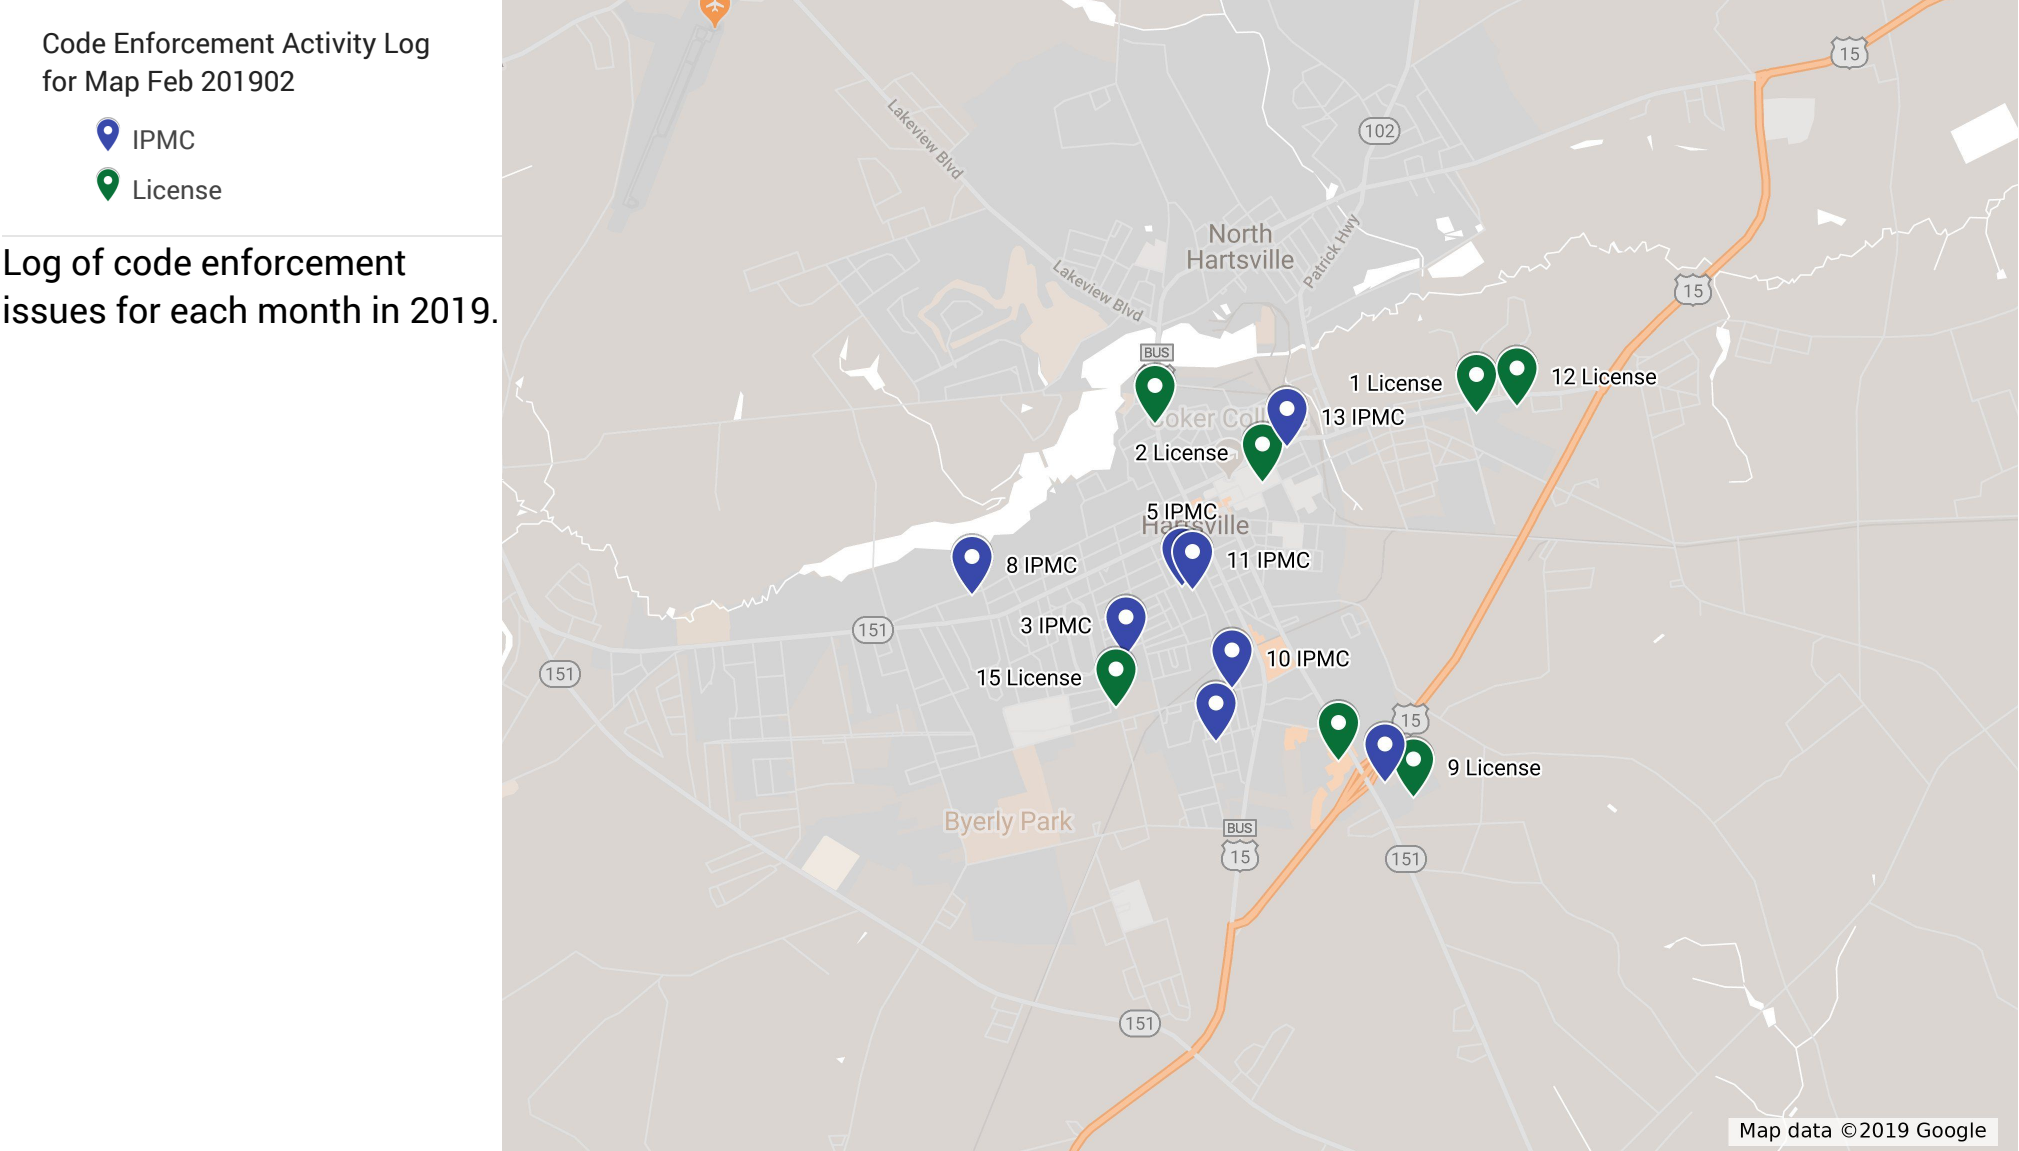 Code Enforcement Activity Log
for Map Feb 201902
IPMC
License
Log of code enforcement
issues for each month in 2019.
15
102
Lakeview Blvd
North
Hartsville
Patrick Hwy
Lakeview Blvd
15
BUS
1 License
12 License
Coker Coll
13 IPMC
2 License
5 IPMC
Hartsville
11 IPMC
8 IPMC
3 IPMC
151
10 IPMC
151
15 License
15
9 License
Byerly Park
BUS
15
151
151
Map data ©2019 Google